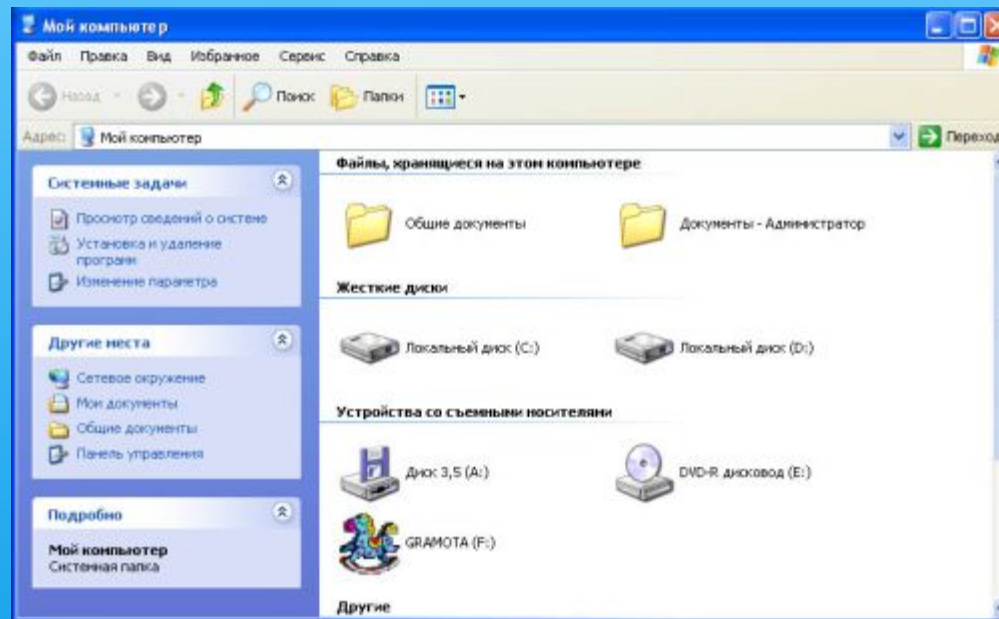 Мой компьютер
Файл Правка Вид Избранное Сервис Справка
Назад Поиск Папки
Адрес: Мой компьютер Переход
Системные задачи
Просмотр сведений о системе
Установка и удаление
программ
Изменение параметра
Другие места
Сетевое окружение
Мои документы
Общие документы
Панель управления
Подробно
Мой компьютер
Системная папка
Файлы, хранящиеся на этом компьютере
Общие документы Документы - Администратор
Жесткие диски
Локальный диск (C:) Локальный диск (D:)
Устройства со съемными носителями
Диск 3,5 (A:) DVD-R дисковод (E:)
GRAMOTA (F:)
Другие